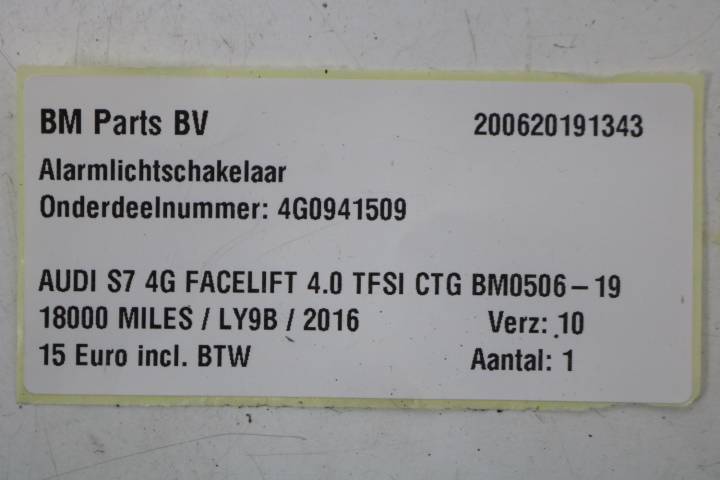 BM Parts BV 200620191343
Alarmlichtschakelaar
Onderdeelnummer: 4G0941509
AUDI S7 4G FACELIFT 4.0 TFSI CTG BM0506-19
18000 MILES / LY9B / 2016 Verz: 10
15 Euro incl. BTW Aantal: 1